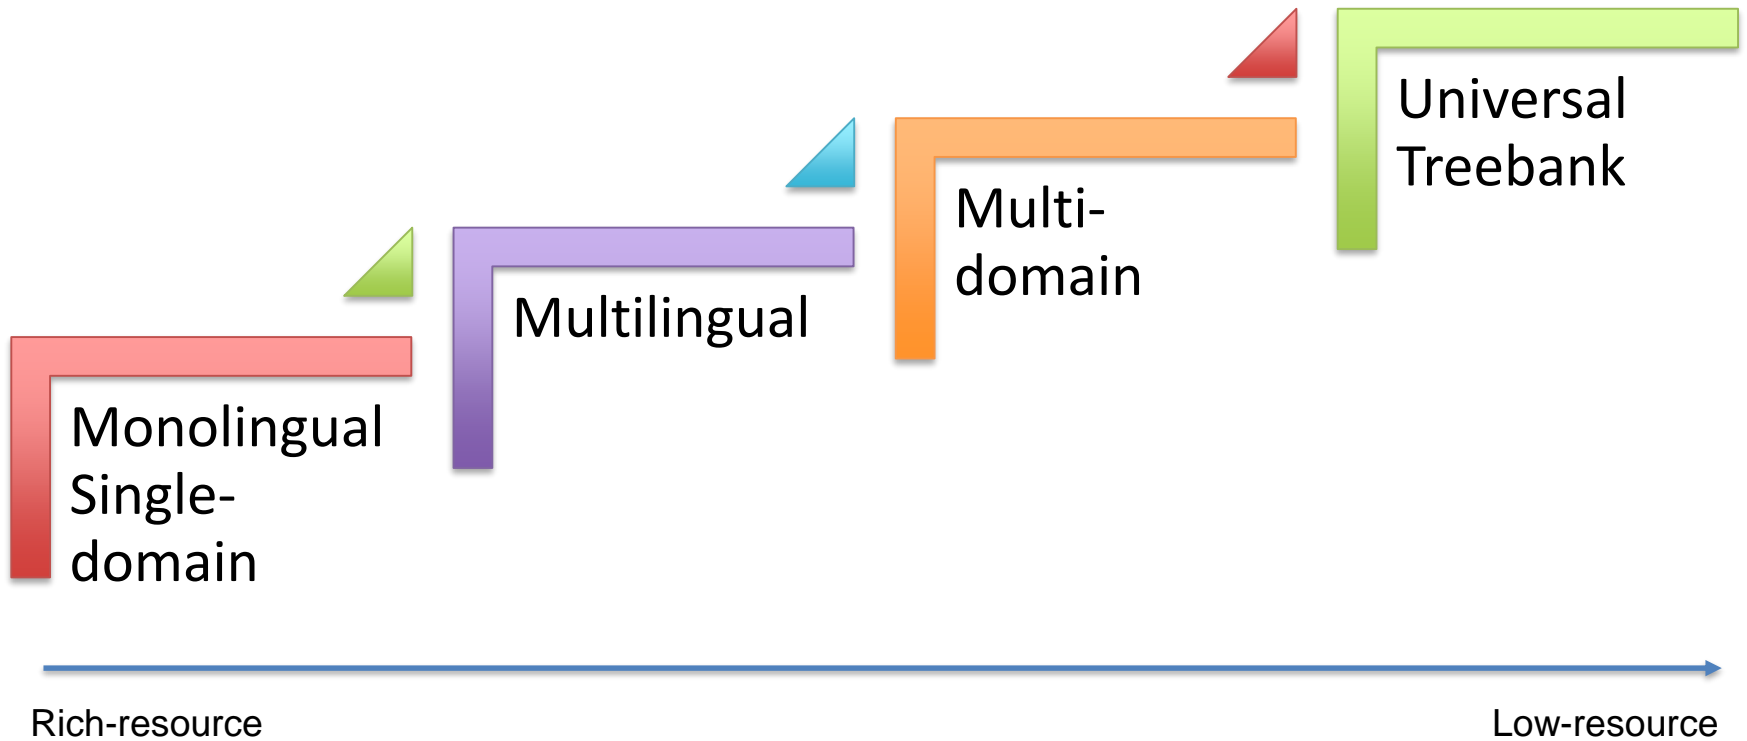 Monolingual
Single-
domain
Multilingual
Multi-
domain
Universal
Treebank
Rich-resource
Low-resource